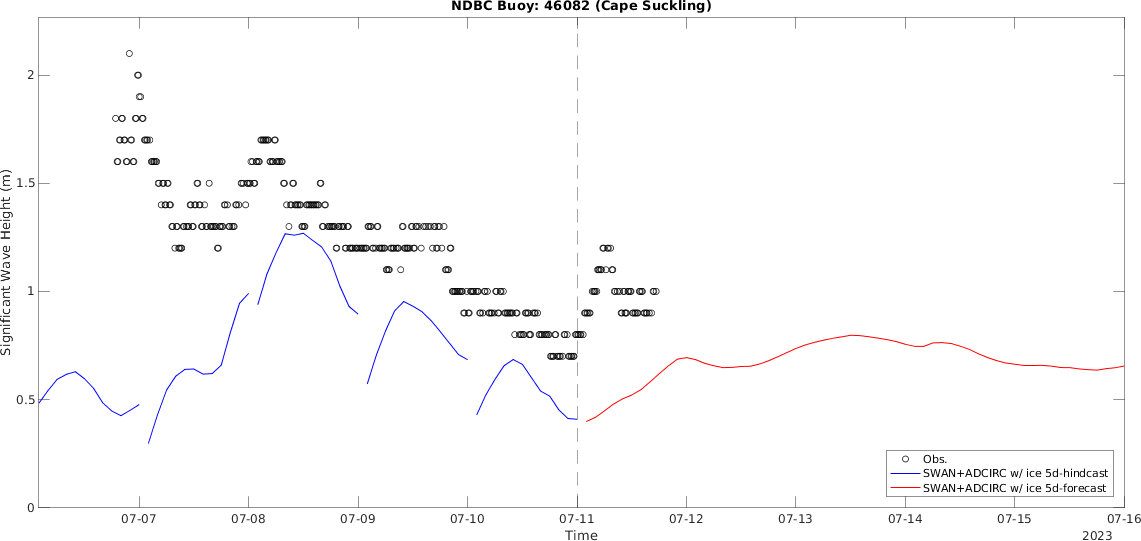 NDBC Buoy: 46082 (Cape Suckling)
Significant Wave Height (m)
2
1.5
1
0.5
0
Obs.
SWAN+ADCIRC w/ ice 5d-hindcast
SWAN+ADCIRC w/ ice 5d-forecast
07-07 07-08 07-09 07-10 07-11 07-12 07-13 07-14 07-15 07-16
Time
2023